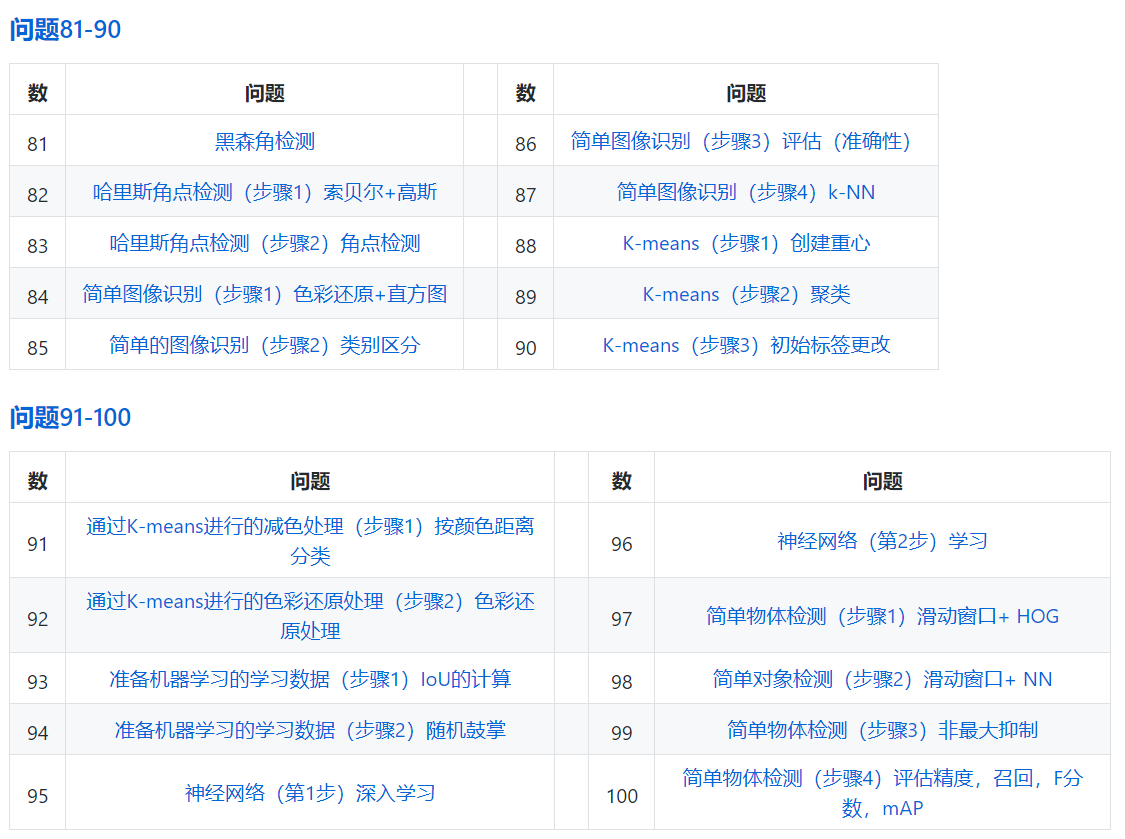 问题81-90
数 问题 数 问题
81 黑森角检测 86 简单图像识别（步骤3）评估（准确性）
82 哈里斯角点检测（步骤1）索贝尔+高斯 87 简单图像识别（步骤4）k-NN
83 哈里斯角点检测（步骤2）角点检测 88 K-means（步骤1）创建重心
84 简单图像识别（步骤1）色彩还原+直方图 89 K-means（步骤2）聚类
85 简单的图像识别（步骤2）类别区分 90 K-means（步骤3）初始标签更改
问题91-100
数 问题 数 问题
91 通过K-means进行的减色处理（步骤1）按颜色距离
分类
96 神经网络（第2步）学习
92 通过K-means进行的色彩还原处理（步骤2）色彩还
原处理
97 简单物体检测（步骤1）滑动窗口+ HOG
93 准备机器学习的学习数据（步骤1）IoU的计算 98 简单对象检测（步骤2）滑动窗口+ NN
94 准备机器学习的学习数据（步骤2）随机鼓掌 99 简单物体检测（步骤3）非最大抑制
95 神经网络（第1步）深入学习
100 简单物体检测（步骤4）评估精度，召回，F分
数，mAP